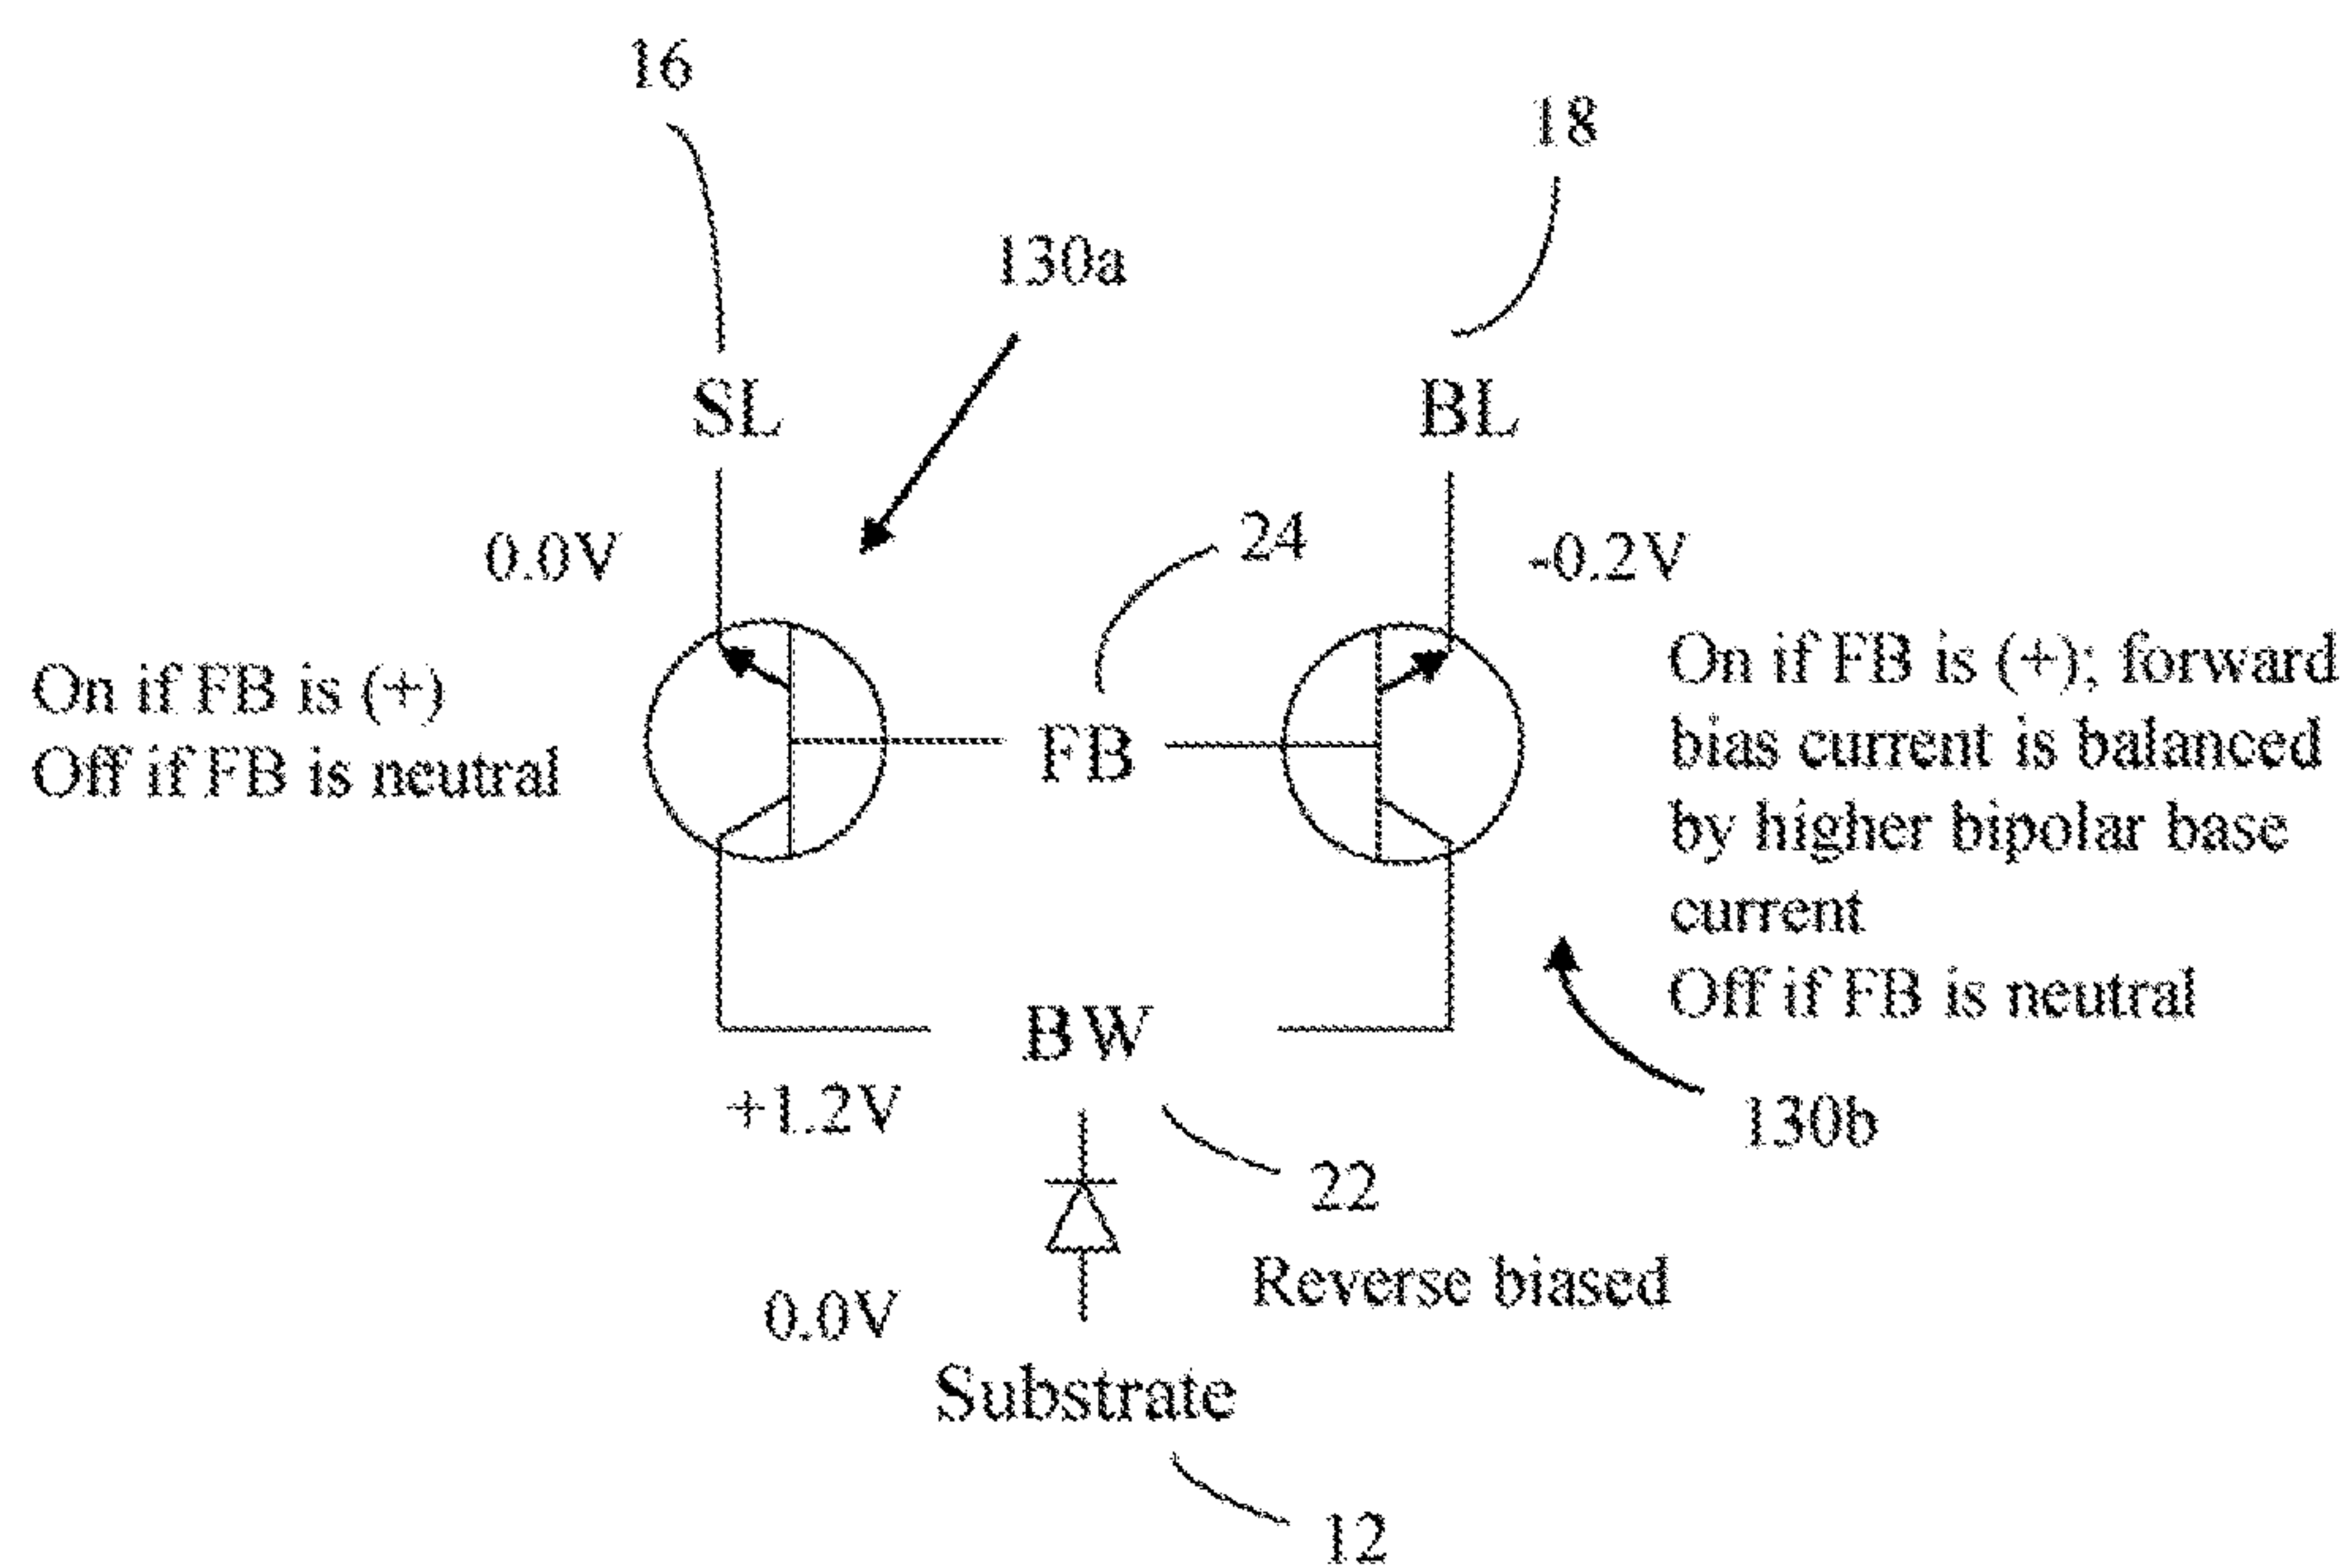 16
18
130a
SL
BL
0.0V
24
-0.2V
On if FB is (+)
Off if FB is neutral
FB
On if FB is (+); forward
bias current is balanced
by higher bipolar base
current
Off if FB is neutral
BW
+1.2V
130b
22
Reverse biased
0.0V
Substrate
12